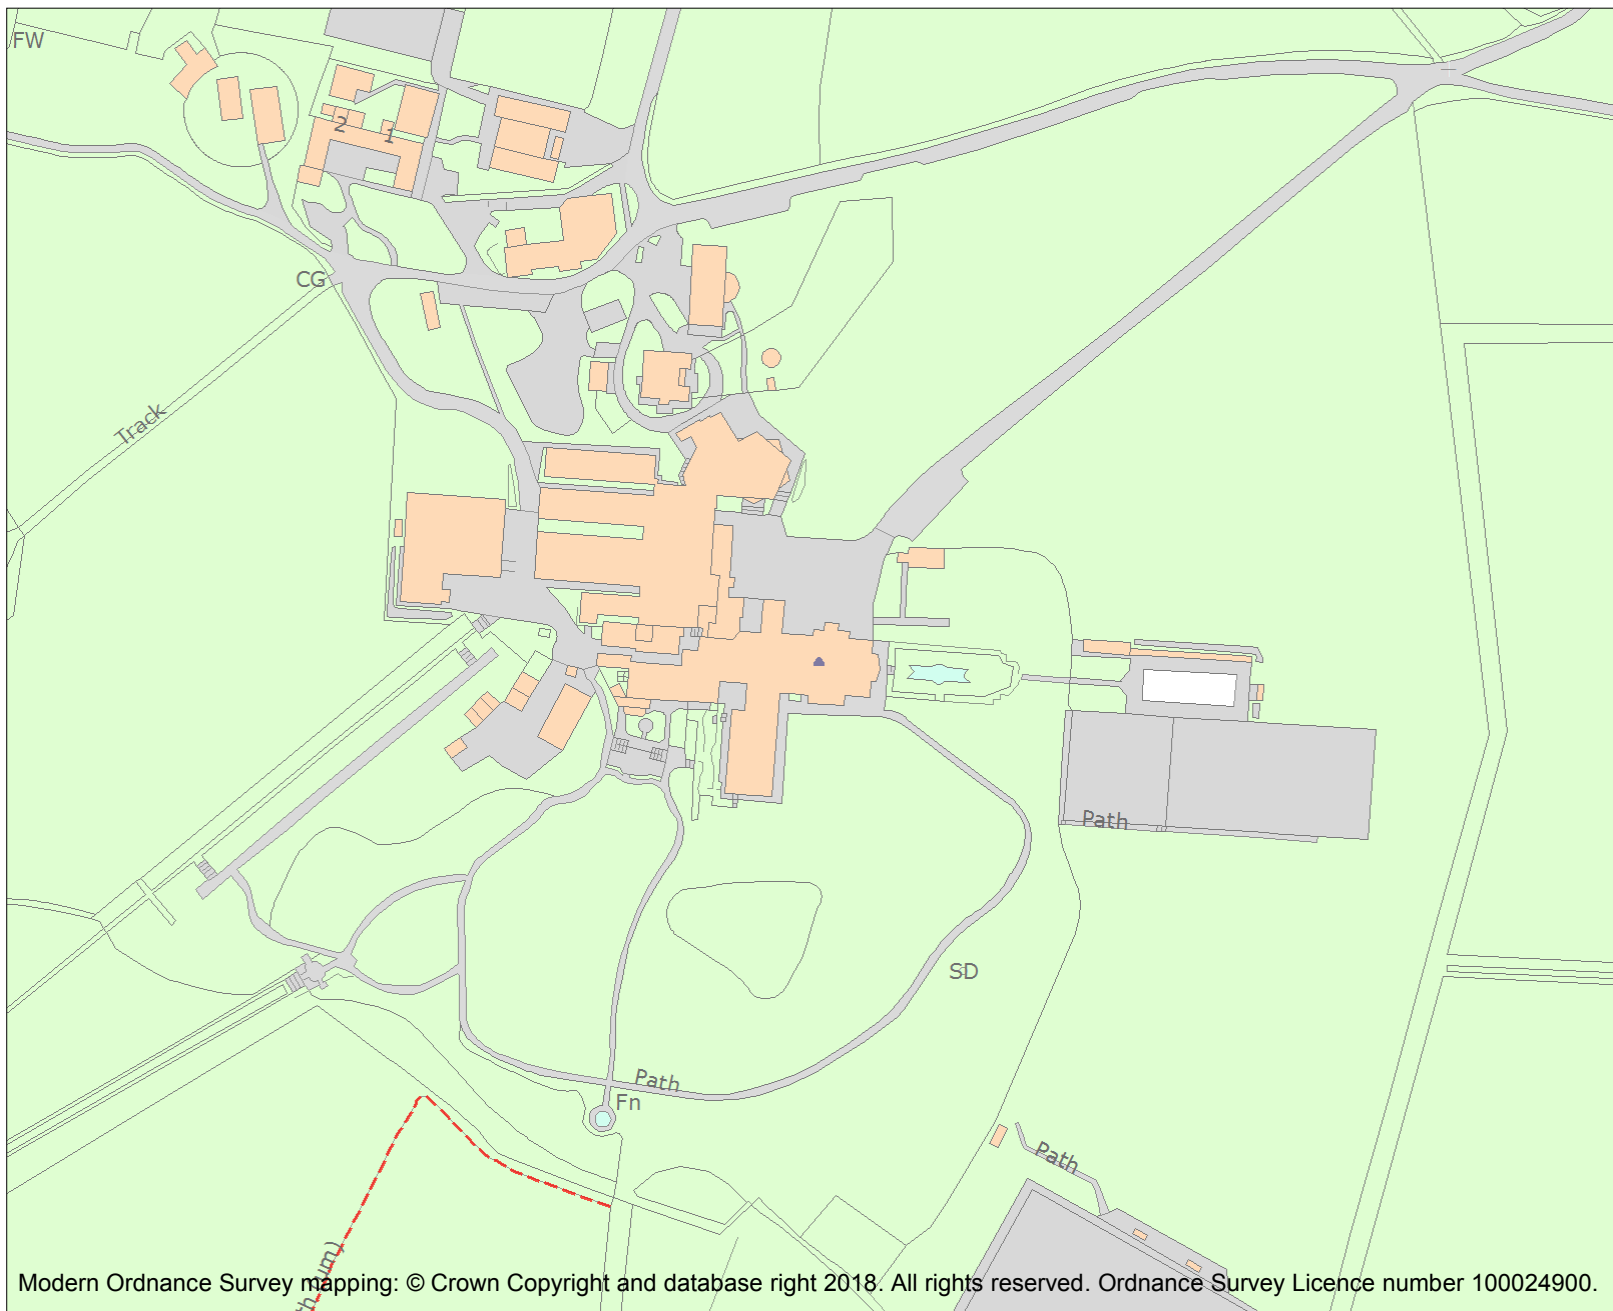 FW
2
1
CG
Track
Path
SD
Path
Fn
Path
Modern Ordnance Survey mapping: © Crown Copyright and database right 2018. All rights reserved. Ordnance Survey Licence number 100024900.